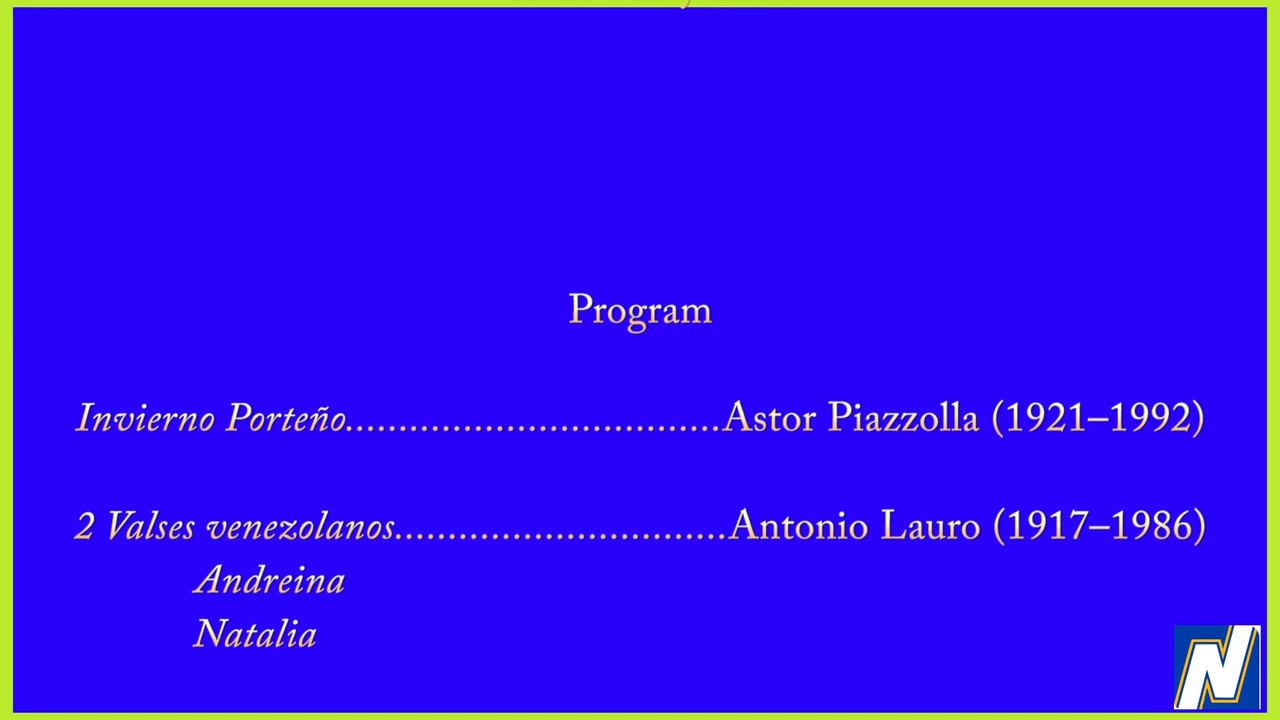 Program
Invierno Porteño....................................Astor Piazzolla (1921–1992)
2 Valses venezolanos...............................Antonio Lauro (1917–1986)
Andreina
Natalia
N